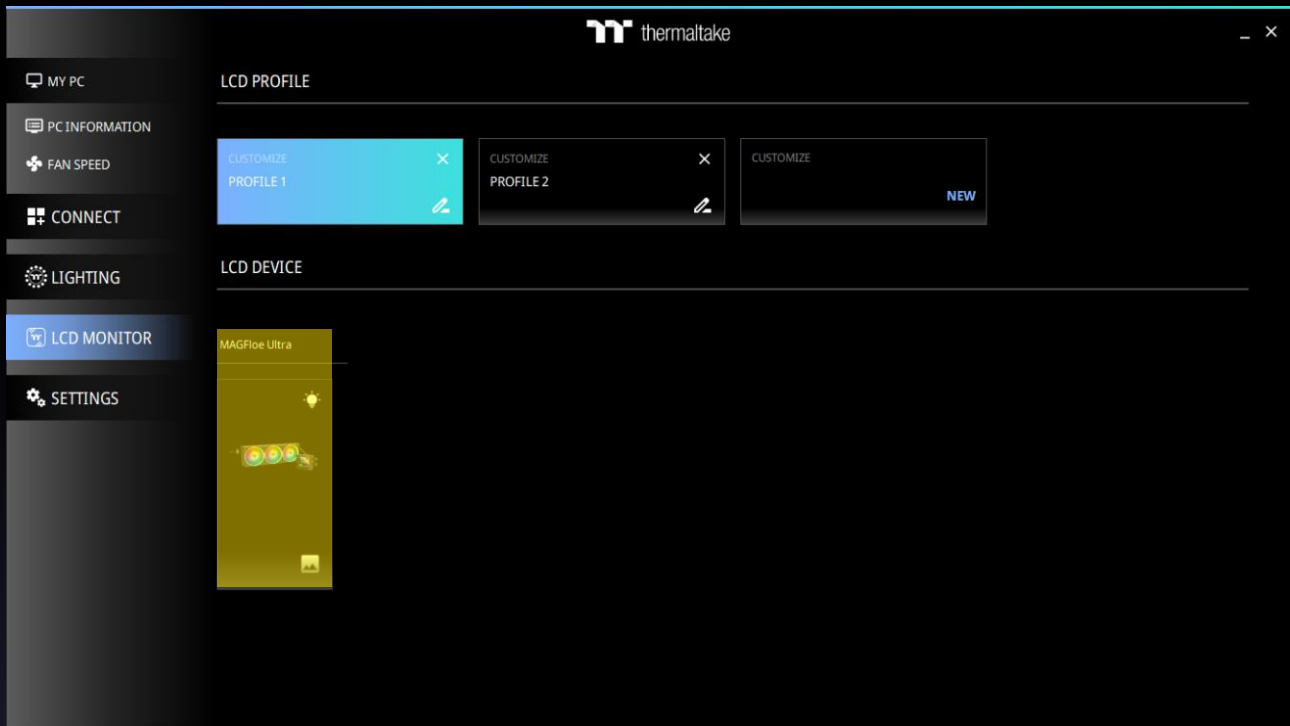 thermaltake
MY PC
PC INFORMATION
FAN SPEED
CONNECT
LIGHTING
LCD MONITOR
SETTINGS
LCD PROFILE
CUSTOMIZE
PROFILE 1
CUSTOMIZE
PROFILE 2
CUSTOMIZE
NEW
LCD DEVICE
MAGFloe Ultra